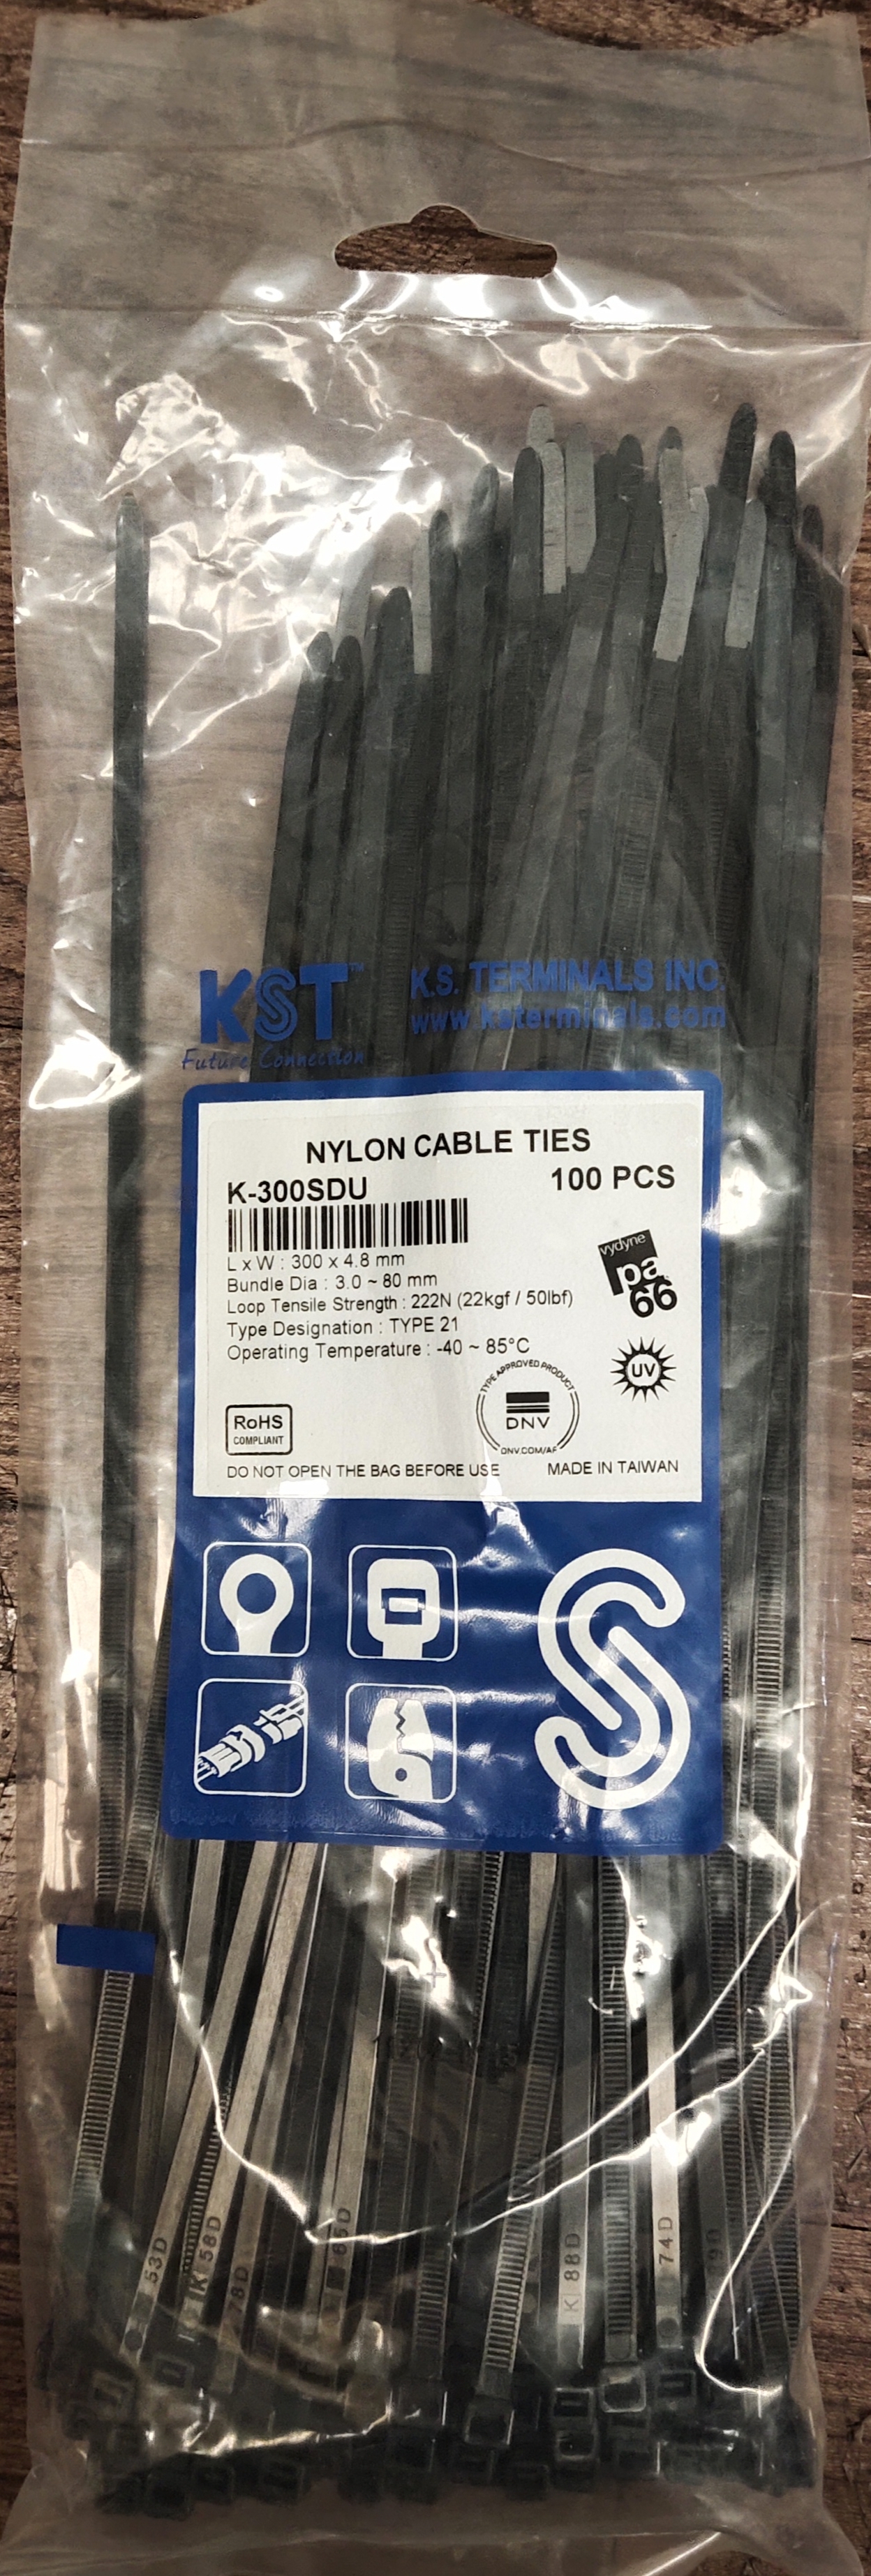 KST™
Future Connection
K.S. TERMINALS INC.
www.ksterminals.com
NYLON CABLE TIES
K-300SDU 100 PCS
L x W : 300 x 4.8 mm
Bundle Dia : 3.0 ~ 80 mm
Loop Tensile Strength : 222N (22kgf / 50lbf)
Type Designation : TYPE 21
Operating Temperature : -40 ~ 85°C
vydyne
pa
66
UV
TYPE APPROVED PRODUCT
DNV
DNV.COM/AF
RoHS
COMPLIANT
DO NOT OPEN THE BAG BEFORE USE MADE IN TAIWAN
53D
K 58D
78D
K 88D
74D